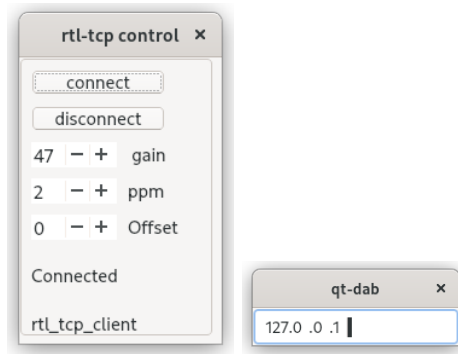 rtl-tcp control ×
connect
disconnect
47 − + gain
2 − + ppm
0 − + Offset
Connected
rtl_tcp_client
qt-dab ×
127.0 .0 .1